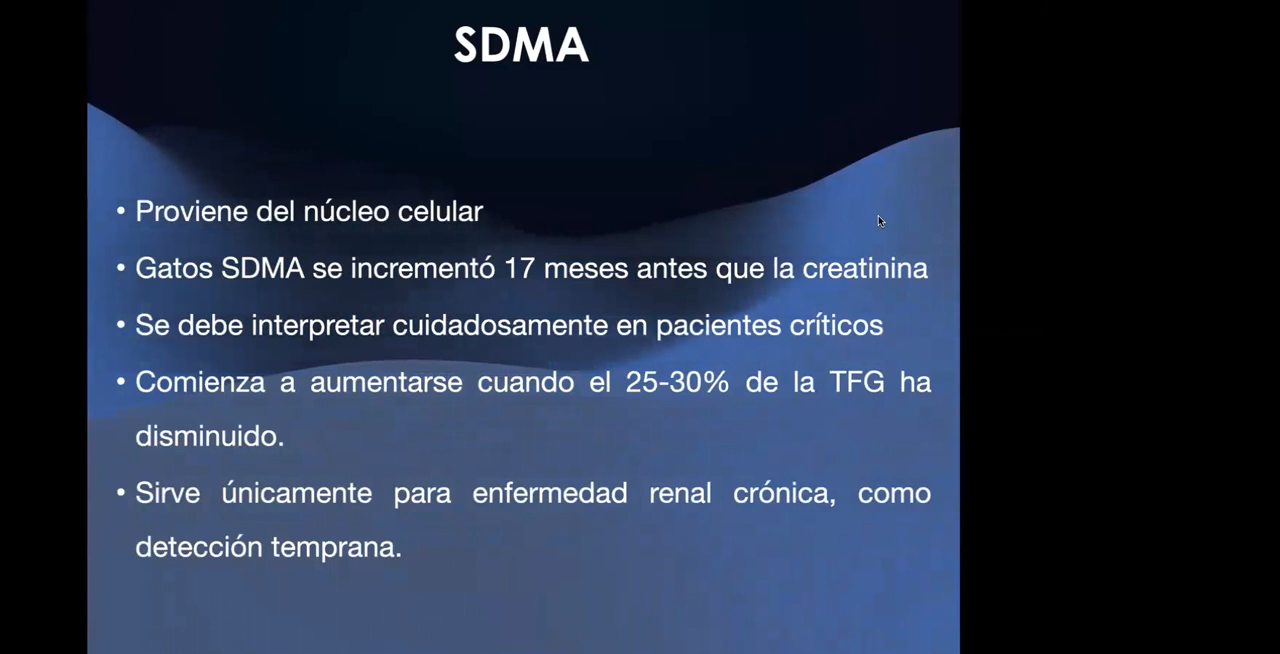 SDMA
• Proviene del núcleo celular
• Gatos SDMA se incrementó 17 meses antes que la creatinina
• Se debe interpretar cuidadosamente en pacientes críticos
• Comienza a aumentarse cuando el 25-30% de la TFG ha
disminuido.
• Sirve únicamente para enfermedad renal crónica, como
detección temprana.